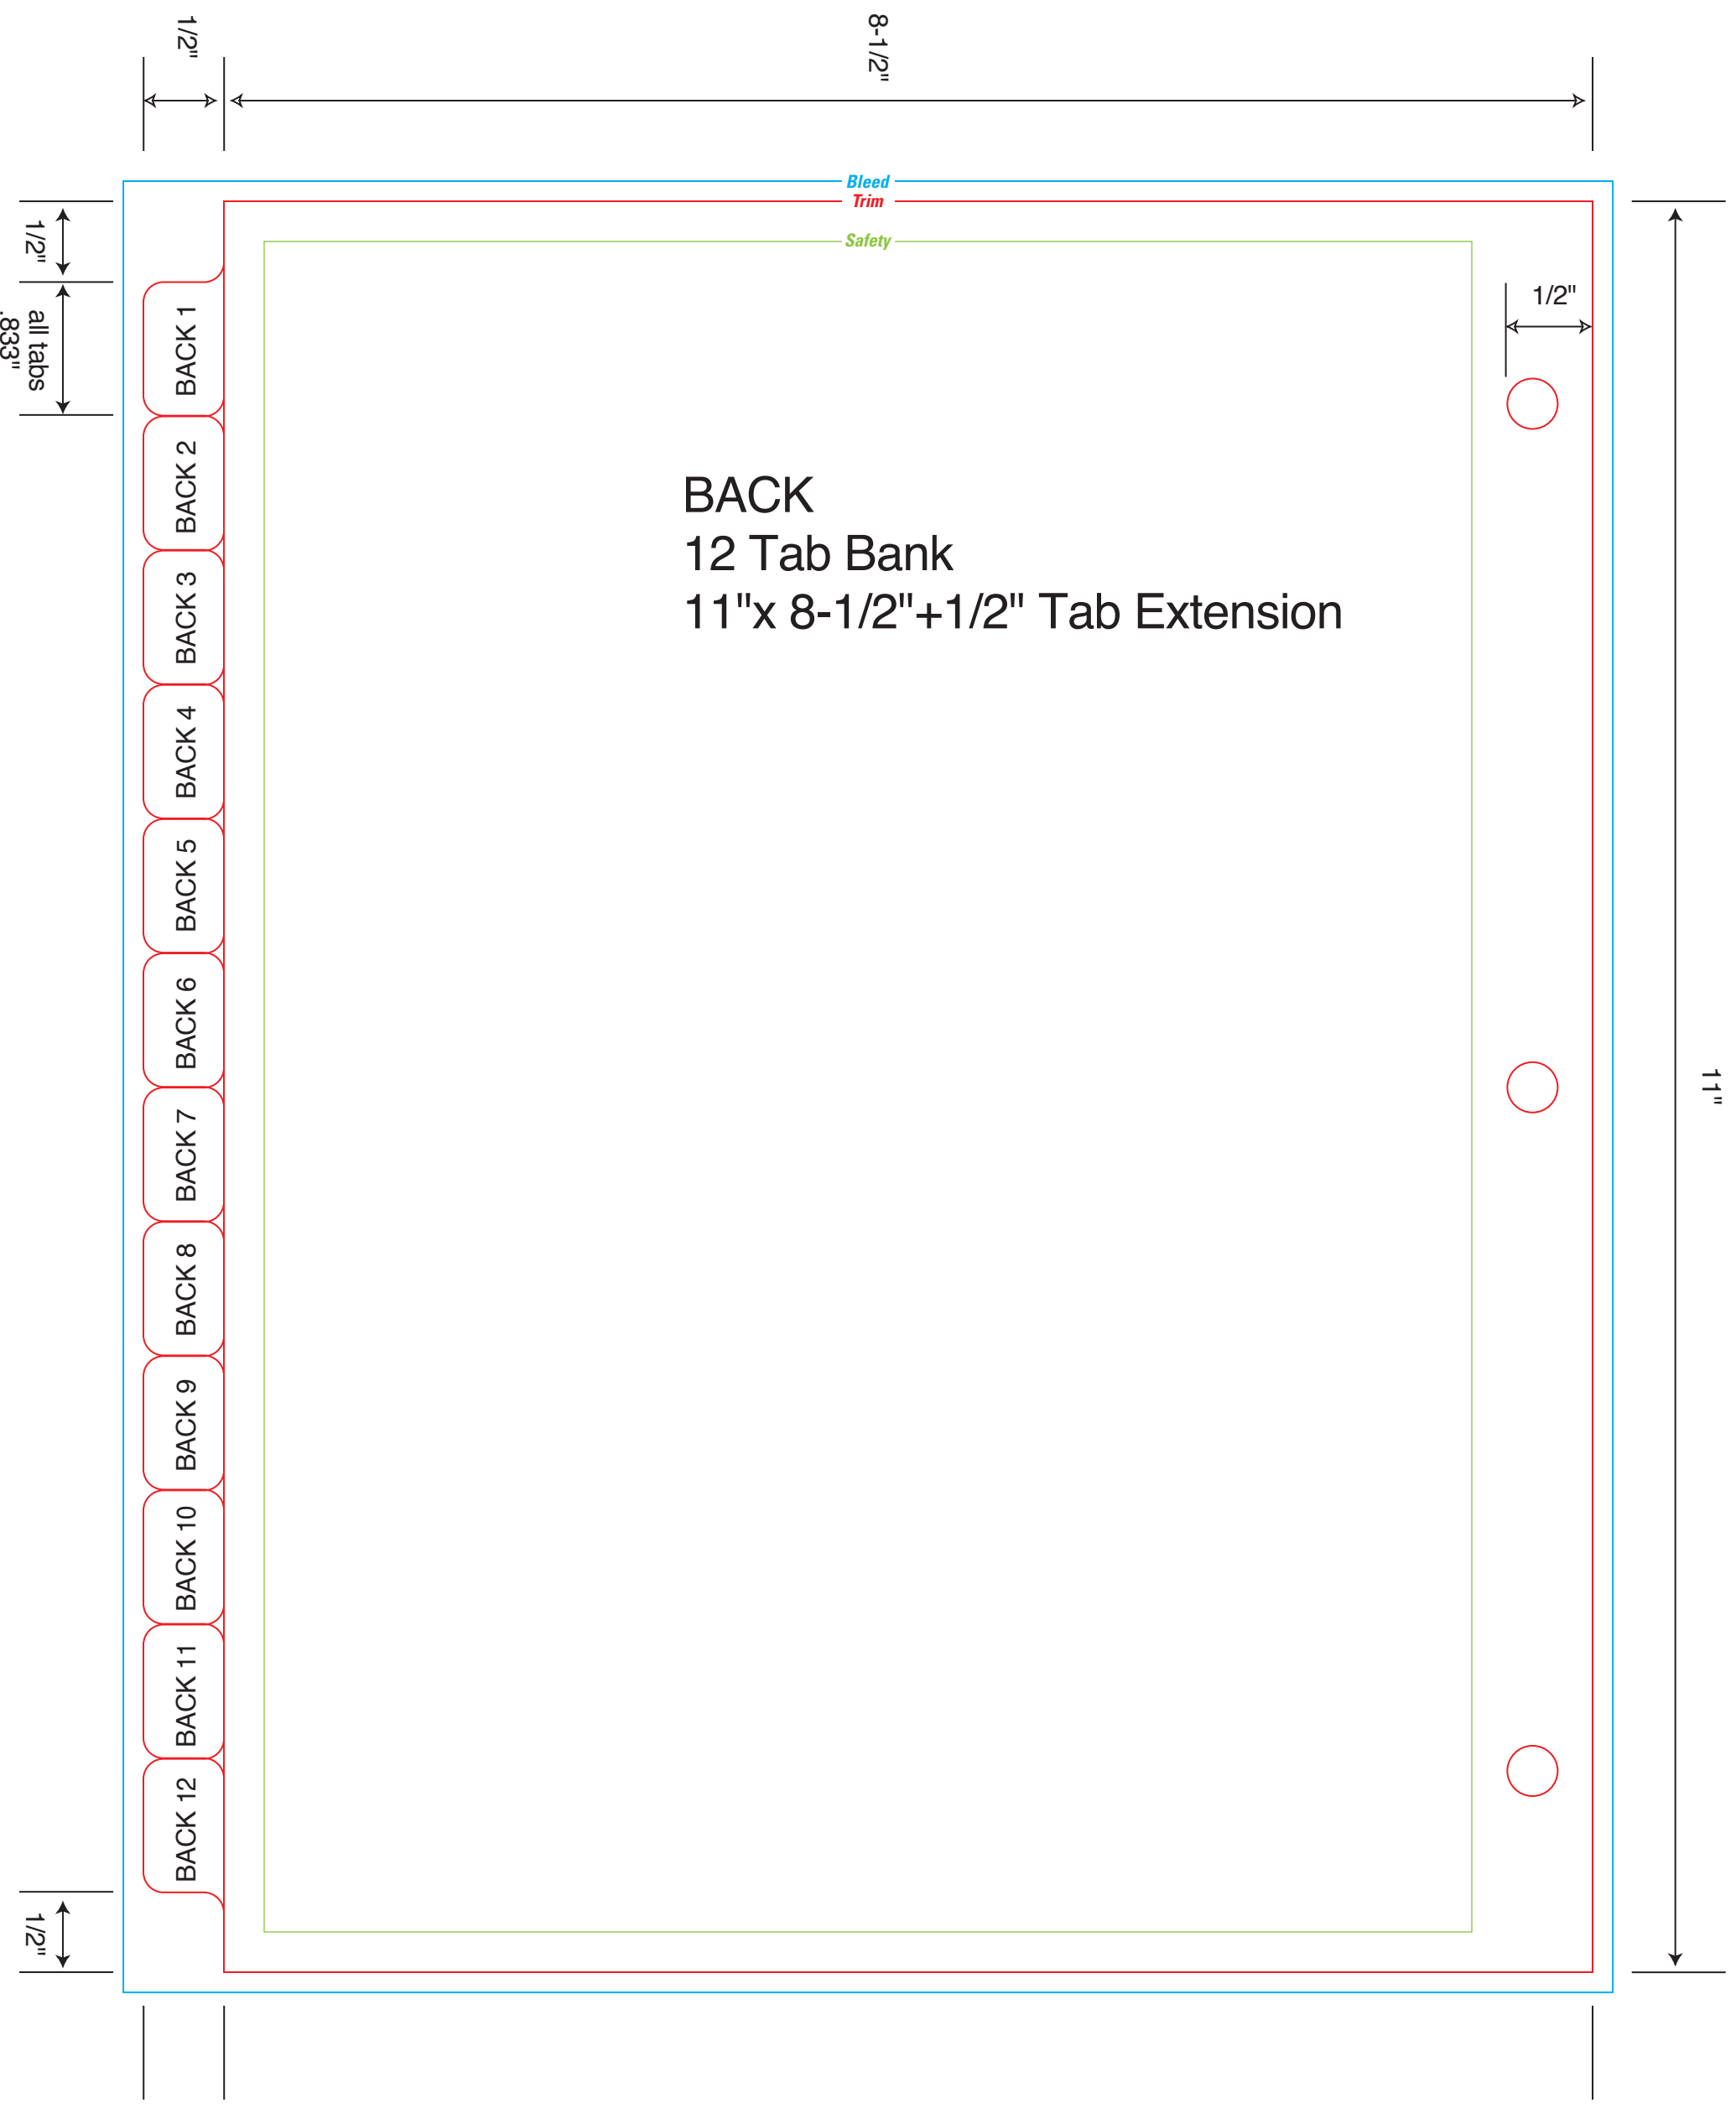 1/2"
8-1/2"
Bleed
Trim
Safety
1/2"
all tabs
.833"
1/2"
BACK
12 Tab Bank
11"x 8-1/2"+1/2" Tab Extension
BACK 1
BACK 2
BACK 3
BACK 4
BACK 5
BACK 6
BACK 7
BACK 8
BACK 9
BACK 10
BACK 11
BACK 12
11"
1/2"